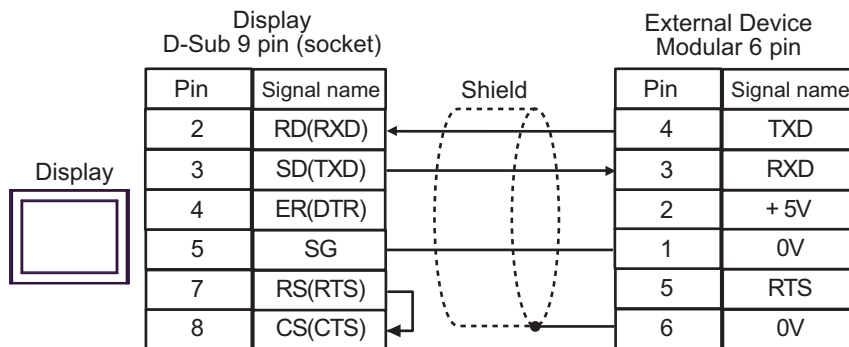 Display
D-Sub 9 pin (socket)
External Device
Modular 6 pin
Pin Signal name Shield Pin Signal name
2 RD(RXD) 4 TXD
Display 3 SD(TXD) 3 RXD
4 ER(DTR) 2 + 5V
5 SG 1 0V
7 RS(RTS) 5 RTS
8 CS(CTS) 6 0V